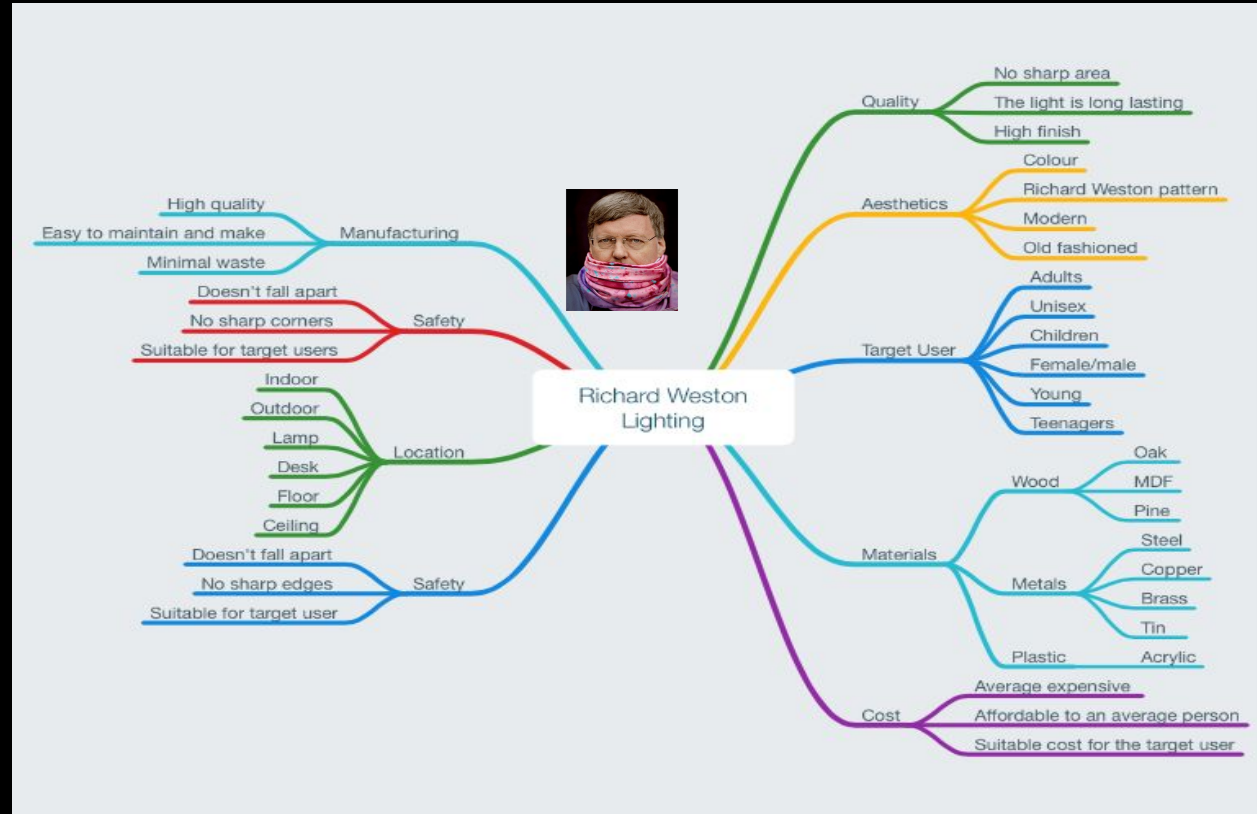 Richard Weston
Lighting
Quality
No sharp area
The light is long lasting
High finish
Aesthetics
Colour
Richard Weston pattern
Modern
Old fashioned
Target User
Adults
Unisex
Children
Female/male
Young
Teenagers
Materials
Wood
Oak
MDF
Pine
Metals
Steel
Copper
Brass
Tin
Plastic
Acrylic
Cost
Average expensive
Affordable to an average person
Suitable cost for the target user
Manufacturing
High quality
Easy to maintain and make
Minimal waste
Safety
Doesn't fall apart
No sharp corners
Suitable for target users
Location
Indoor
Outdoor
Lamp
Desk
Floor
Ceiling
Safety
Doesn't fall apart
No sharp edges
Suitable for target user